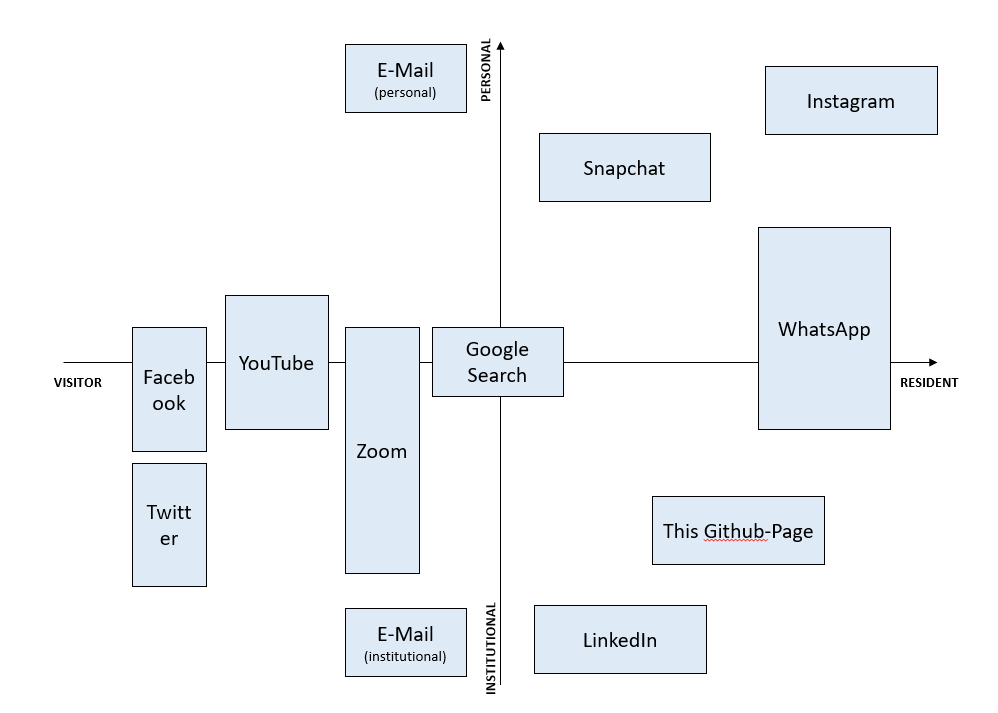 E-Mail
(personal)
PERSONAL
Instagram
Snapchat
WhatsApp
YouTube
Google
Search
Faceb
ook
VISITOR
RESIDENT
Zoom
Twitt
er
This Github-Page
E-Mail
(institutional)
INSTITUTIONAL
LinkedIn